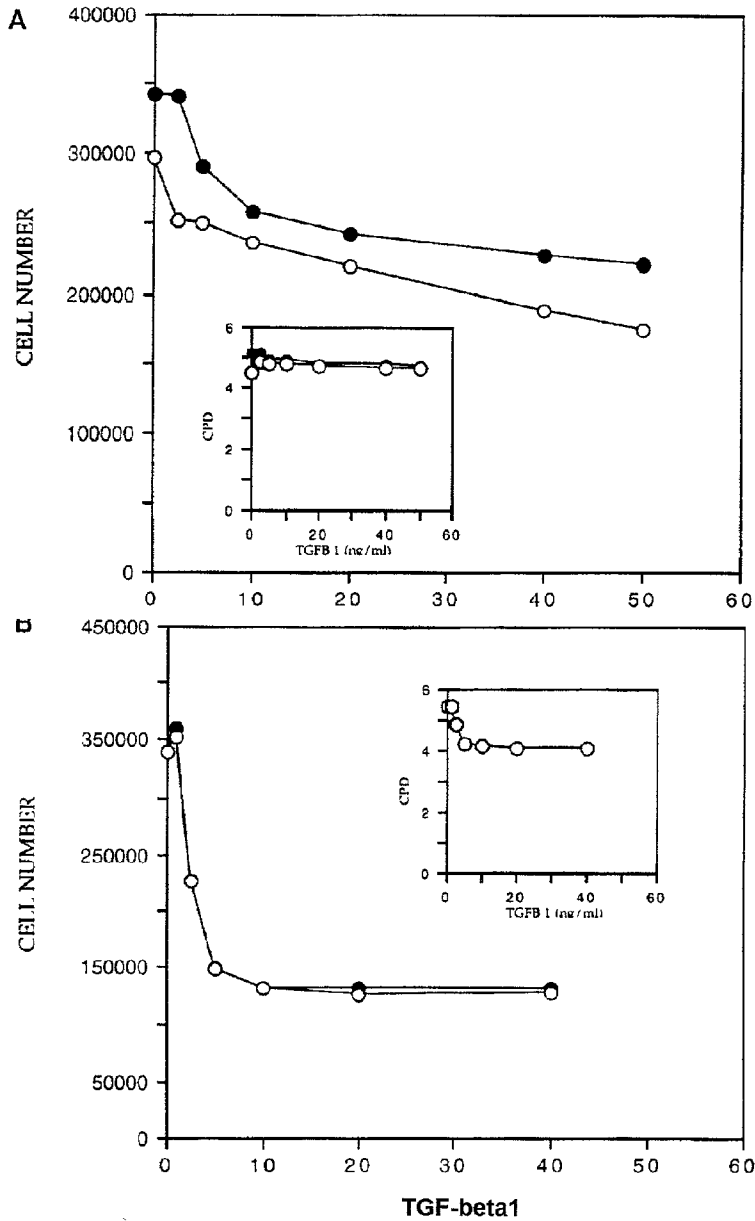 A
400000
300000
200000
100000
0
CELL NUMBER
6
4
2
0
CPD
0 20 40 60
TGFB 1 (ng/ml)
0 10 20 30 40 50 60
450000
350000
250000
150000
50000
0
CELL NUMBER
6
4
2
0
CPD
0 20 40 60
TGFB 1 (ng/ml)
0 10 20 30 40 50 60
TGF-beta1